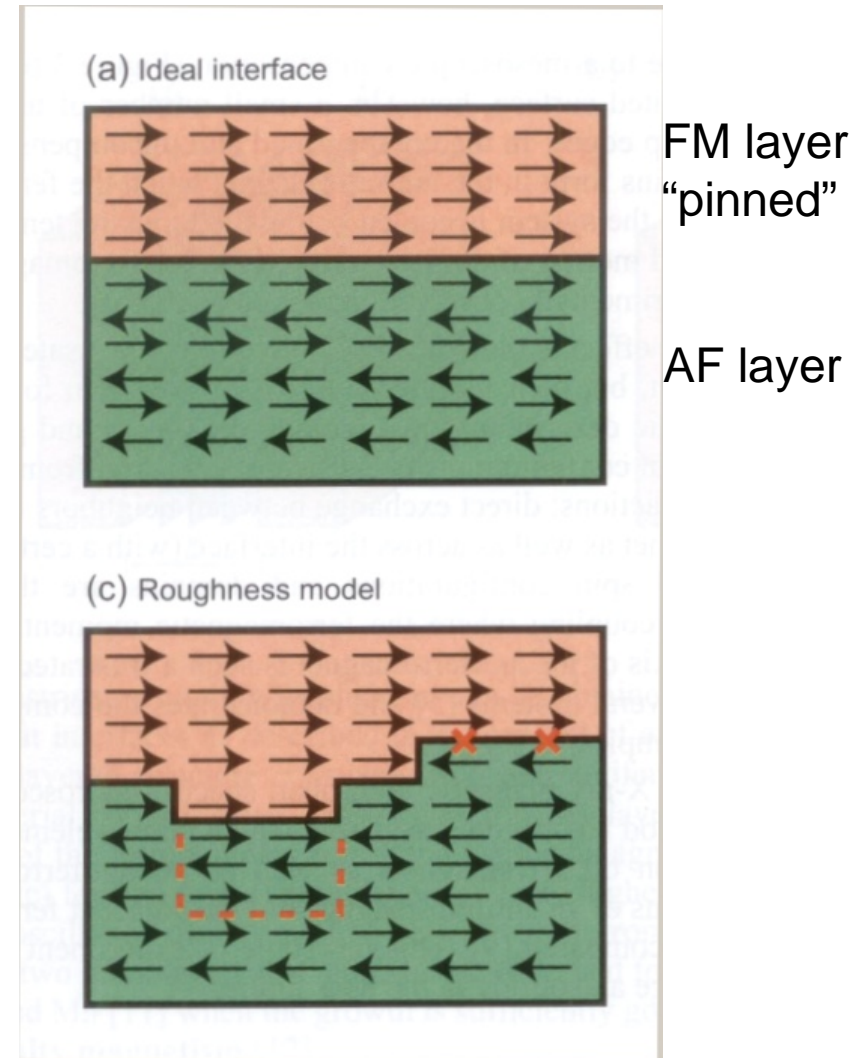 (a) Ideal interface
FM layer
“pinned”
AF layer
(c) Roughness model